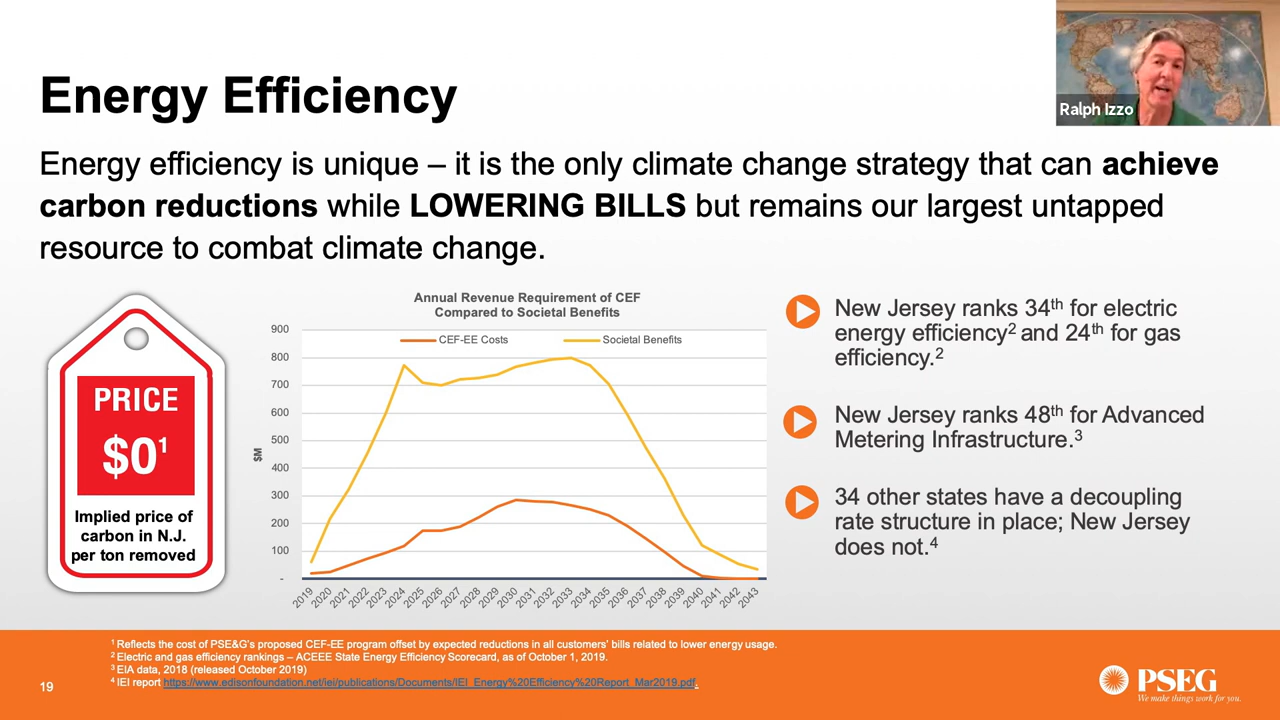 Ralph Izzo
Energy Efficiency
Energy efficiency is unique – it is the only climate change strategy that can achieve
carbon reductions while LOWERING BILLS but remains our largest untapped
resource to combat climate change.
PRICE
$0¹
Implied price of
carbon in N.J.
per ton removed
Annual Revenue Requirement of CEF
Compared to Societal Benefits
CEF-EE Costs
Societal Benefits
$M
900
800
700
600
500
400
300
200
100
-
2019 2020 2021 2022 2023 2024 2025 2026 2027 2028 2029 2030 2031 2032 2033 2034 2035 2036 2037 2038 2039 2040 2041 2042 2043
New Jersey ranks 34th for electric
energy efficiency² and 24th for gas
efficiency.²
New Jersey ranks 48th for Advanced
Metering Infrastructure.³
34 other states have a decoupling
rate structure in place; New Jersey
does not.⁴
¹ Reflects the cost of PSE&G's proposed CEF-EE program offset by expected reductions in all customers' bills related to lower energy usage.
² Electric and gas efficiency rankings – ACEEE State Energy Efficiency Scorecard, as of October 1, 2019.
³ EIA data, 2018 (released October 2019)
⁴ IEI report https://www.edisonfoundation.net/iei/publications/Documents/IEI_Energy%20Efficiency%20Report_Mar2019.pdf.
19
PSEG
We make things work for you.